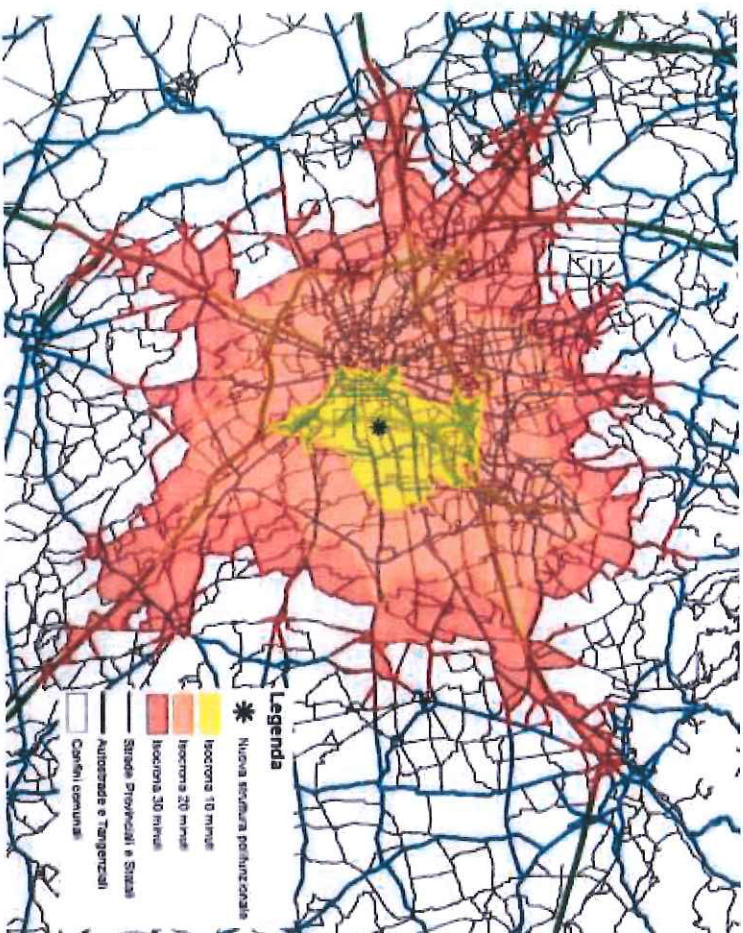 Legenda
Nuova struttura polifunzionale
Isocrona 10 minuti
Isocrona 20 minuti
Isocrona 30 minuti
Strade Provinciali e Statali
Autostrade e Tangenziali
Confini comunali